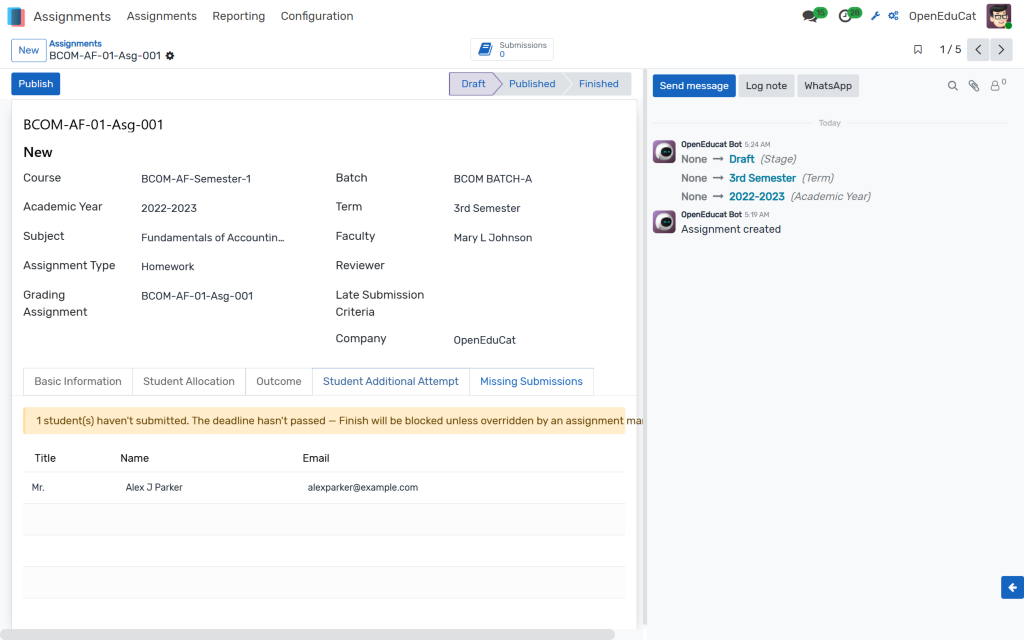 Assignments Assignments Reporting Configuration 15 28 OpenEduCat
New Assignments
BCOM-AF-01-Asg-001
Submissions
0
1 / 5
Publish Draft Published Finished
Send message Log note WhatsApp 0
BCOM-AF-01-Asg-001
New
Course BCOM-AF-Semester-1 Batch BCOM BATCH-A
Academic Year 2022-2023 Term 3rd Semester
Subject Fundamentals of Accountin... Faculty Mary L Johnson
Assignment Type Homework Reviewer
Grading Assignment BCOM-AF-01-Asg-001 Late Submission Criteria
Company OpenEduCat
Basic Information Student Allocation Outcome Student Additional Attempt Missing Submissions
1 student(s) haven't submitted. The deadline hasn't passed — Finish will be blocked unless overridden by an assignment
Title Name Email
Mr. Alex J Parker alexparker@example.com
Today
OpenEducat Bot 5:24 AM
None → Draft (Stage)
None → 3rd Semester (Term)
None → 2022-2023 (Academic Year)
OpenEducat Bot 5:19 AM
Assignment created